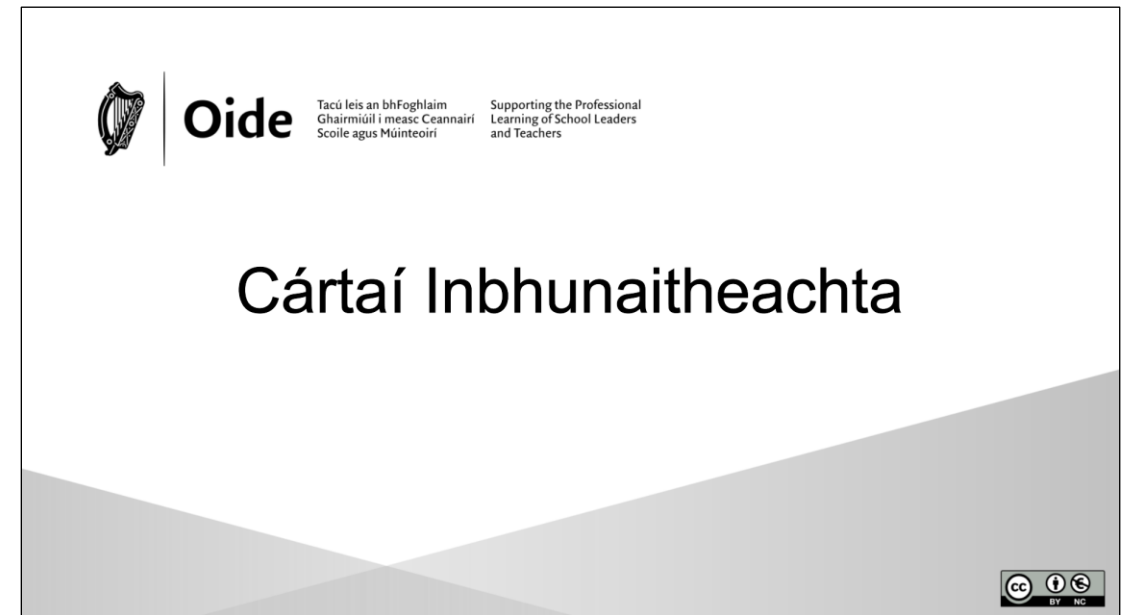 Oide
Tacú leis an bhFoghlaim
Ghairmiúil i measc Ceannairí
Scoile agus Múinteoirí
Supporting the Professional
Learning of School Leaders
and Teachers
Cártaí Inbhunaitheachta
cc
BY NC